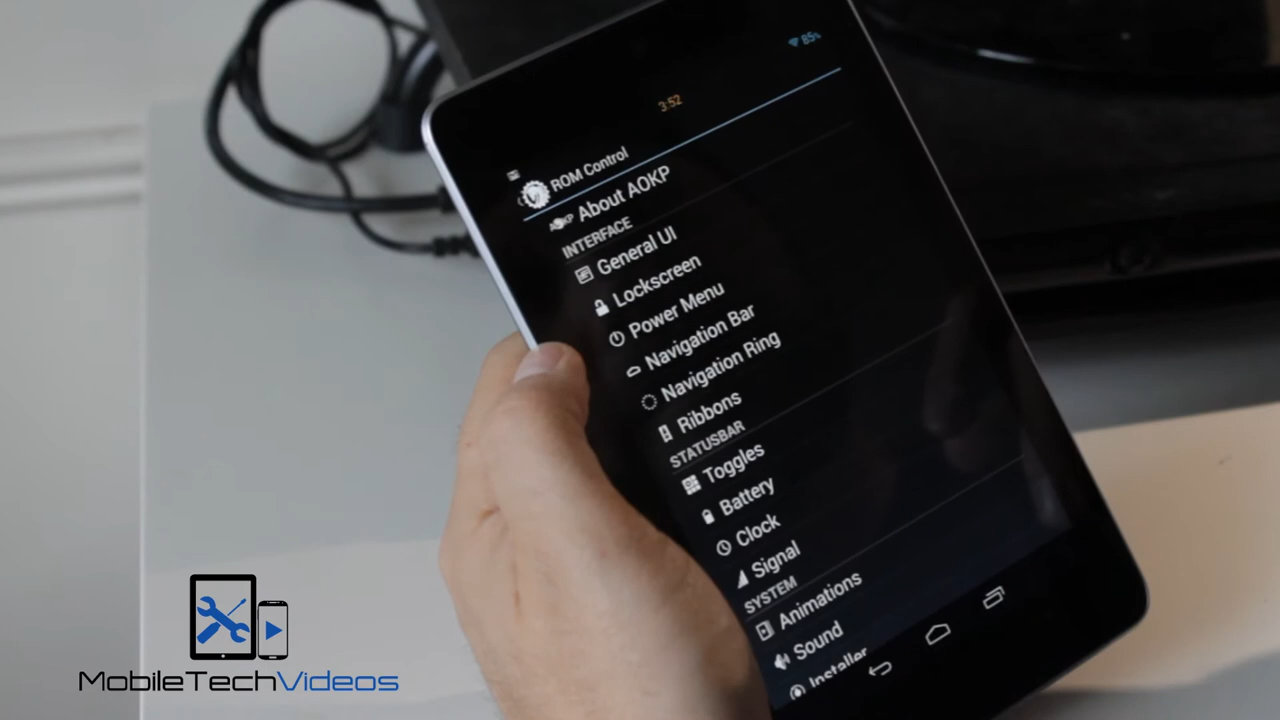 85%
3:52
ROM Control
AOKP About AOKP
INTERFACE
General UI
Lockscreen
Power Menu
Navigation Bar
Navigation Ring
Ribbons
STATUSBAR
Toggles
Battery
Clock
Signal
SYSTEM
Animations
Sound
Installer
MobileTechVideos